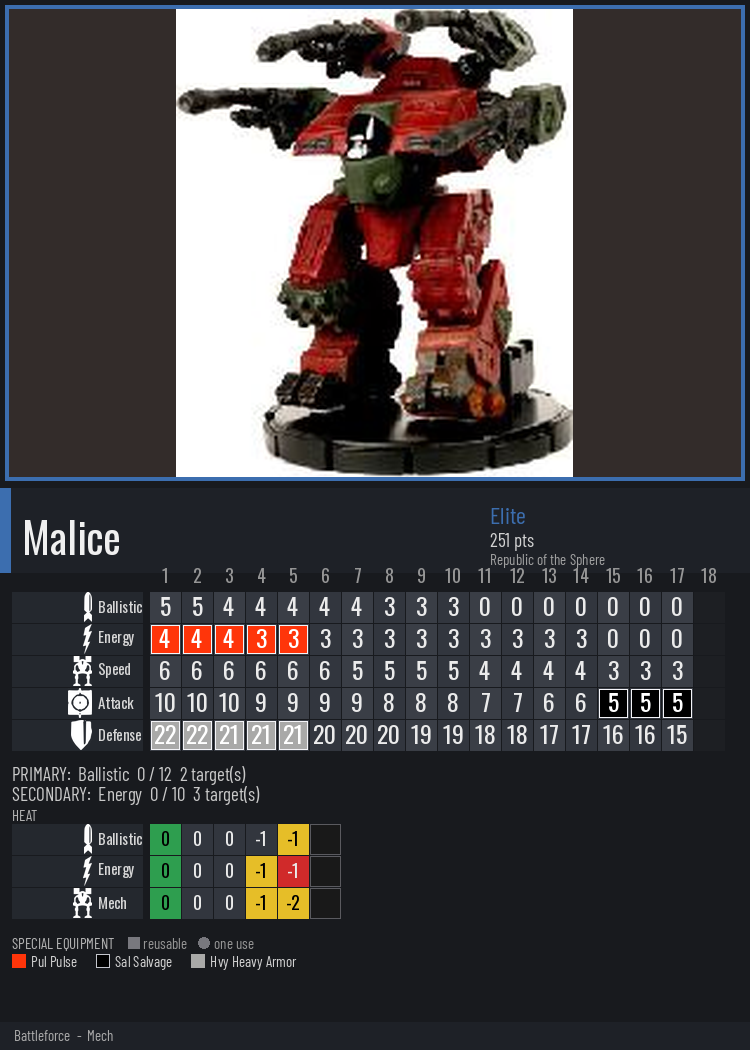 Malice
Elite
251 pts
Republic of the Sphere
1 2 3 4 5 6 7 8 9 10 11 12 13 14 15 16 17 18
Ballistic 5 5 4 4 4 4 4 3 3 3 0 0 0 0 0 0 0
Energy 4 4 4 3 3 3 3 3 3 3 3 3 3 3 0 0 0
Speed 6 6 6 6 6 6 5 5 5 5 4 4 4 4 3 3 3
Attack 10 10 10 9 9 9 9 8 8 8 7 7 6 6 5 5 5
Defense 22 22 21 21 21 20 20 20 19 19 18 18 17 17 16 16 15
PRIMARY: Ballistic 0 / 12 2 target(s)
SECONDARY: Energy 0 / 10 3 target(s)
HEAT
Ballistic 0 0 0 -1 -1
Energy 0 0 0 -1 -1
Mech 0 0 0 -1 -2
SPECIAL EQUIPMENT reusable one use
Pul Pulse Sal Salvage Hvy Heavy Armor
Battleforce - Mech